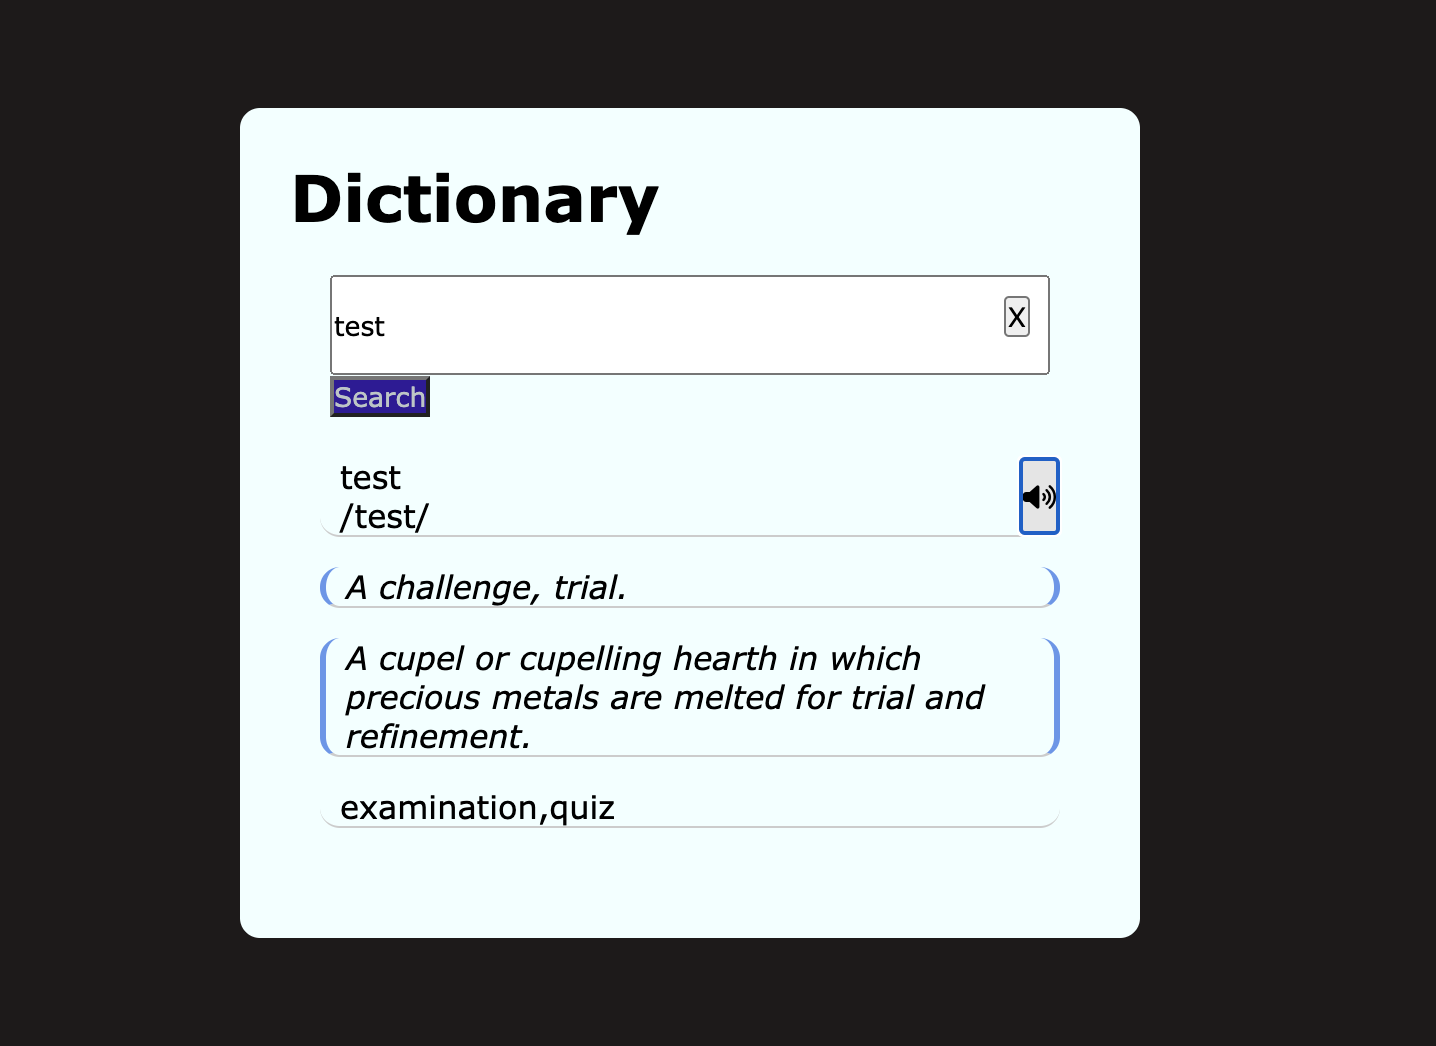 Dictionary
test
X
Search
test
/test/
A challenge, trial.
A cupel or cupelling hearth in which
precious metals are melted for trial and
refinement.
examination,quiz